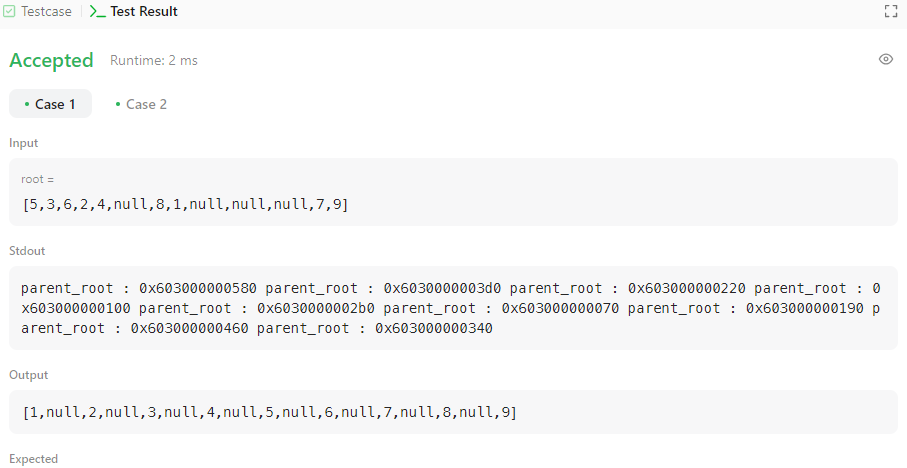 Testcase
Test Result
Accepted
Runtime: 2 ms
Case 1
Case 2
Input
root =
[5,3,6,2,4,null,8,1,null,null,null,7,9]
Stdout
parent_root : 0x603000000580 parent_root : 0x6030000003d0 parent_root : 0x603000000220 parent_root : 0
x603000000100 parent_root : 0x6030000002b0 parent_root : 0x603000000070 parent_root : 0x603000000190 p
arent_root : 0x603000000460 parent_root : 0x603000000340
Output
[1,null,2,null,3,null,4,null,5,null,6,null,7,null,8,null,9]
Expected